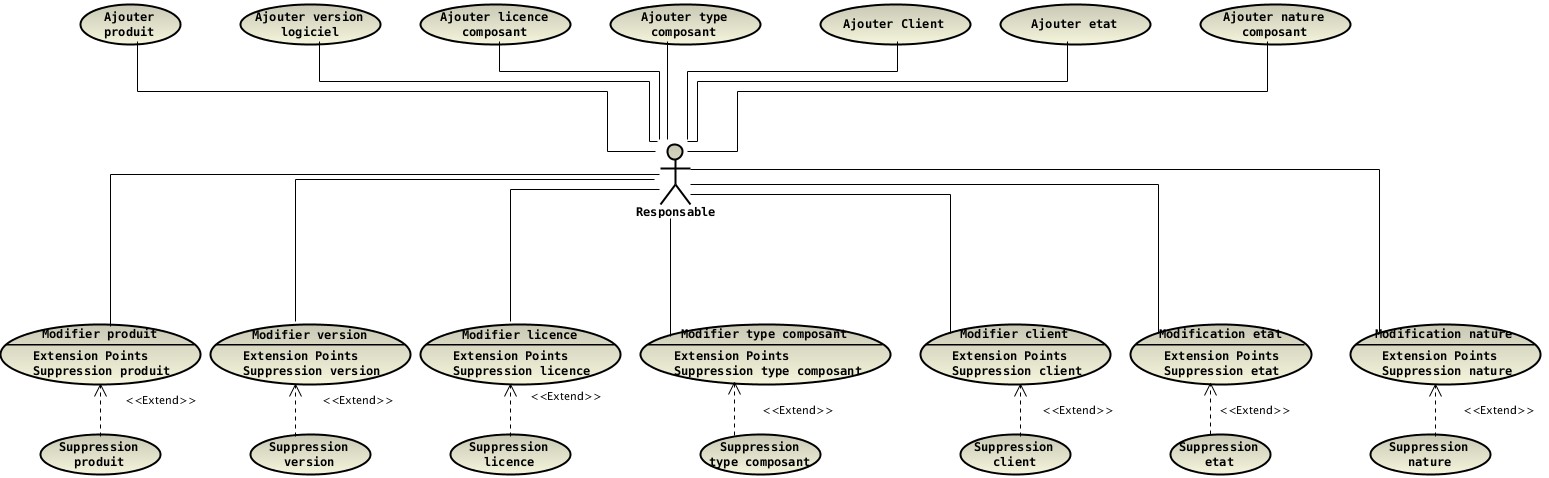 Ajouter
produit
Ajouter version
logiciel
Ajouter licence
composant
Ajouter type
composant
Ajouter Client
Ajouter etat
Ajouter nature
composant
Responsable
Modifier produit
Extension Points
Suppression produit
Modifier version
Extension Points
Suppression version
Modifier licence
Extension Points
Suppression licence
Modifier type composant
Extension Points
Suppression type composant
Modifier client
Extension Points
Suppression client
Modification etat
Extension Points
Suppression etat
Modification nature
Extension Points
Suppression nature
<<Extend>>
<<Extend>>
<<Extend>>
<<Extend>>
<<Extend>>
<<Extend>>
<<Extend>>
Suppression
produit
Suppression
version
Suppression
licence
Suppression
type composant
Suppression
client
Suppression
etat
Suppression
nature